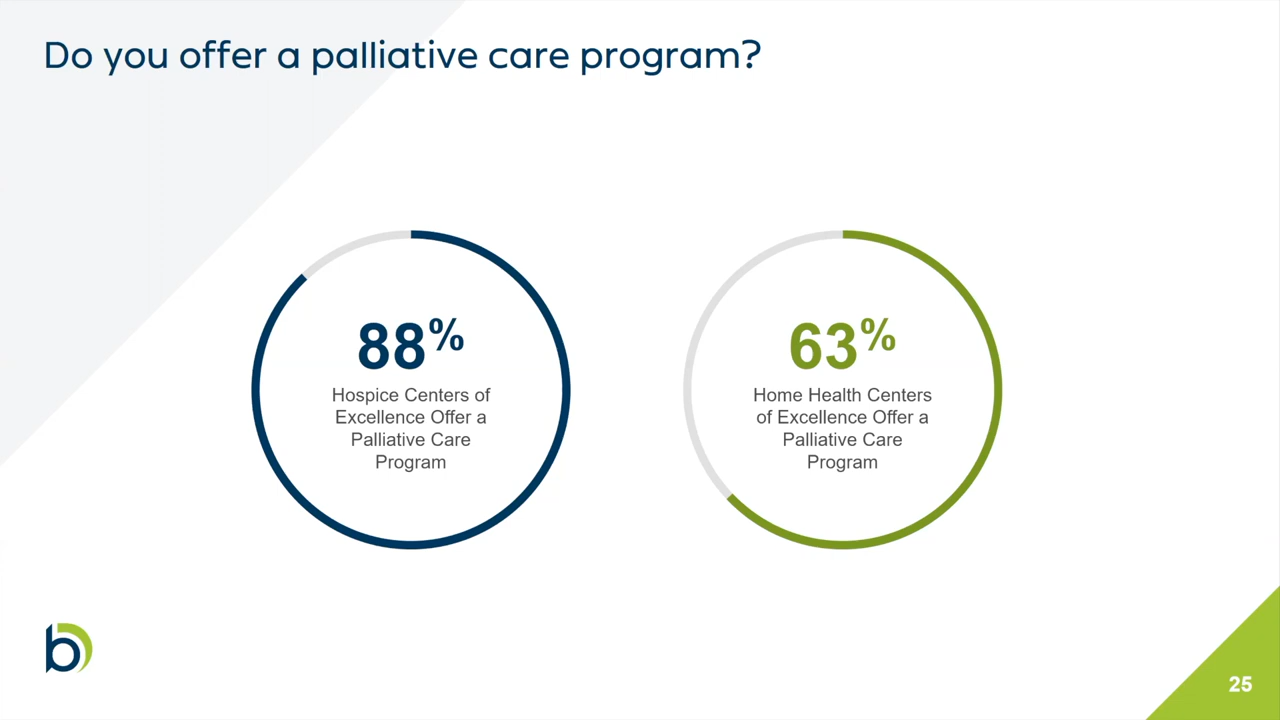 Do you offer a palliative care program?
88%
Hospice Centers of
Excellence Offer a
Palliative Care
Program
63%
Home Health Centers
of Excellence Offer a
Palliative Care
Program
b
25